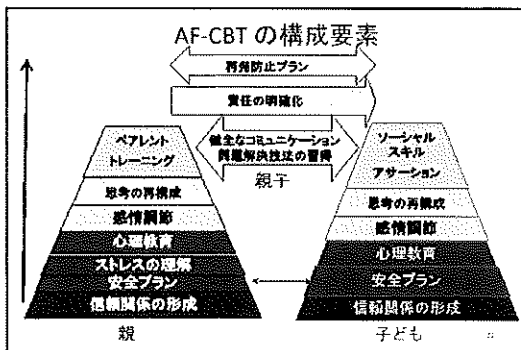 AF-CBT の構成要素
再発防止プラン
責任の明確化
健全なコミュニケーション
問題解決技法の習得
親子
ペアレント
トレーニング
思考の再構成
感情調節
心理教育
ストレスの理解
安全プラン
信頼関係の形成
親
ソーシャル
スキル
アサーション
思考の再構成
感情調節
心理教育
安全プラン
信頼関係の形成
子ども